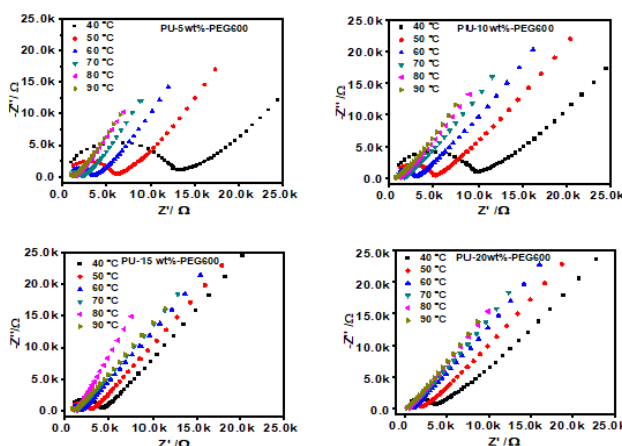 PU-5wt%-PEG600
25.0k
20.0k
15.0k
10.0k
5.0k
0.0
-Z"/Ω
40 °C
50 °C
60 °C
70 °C
80 °C
90 °C
0.0 5.0k 10.0k 15.0k 20.0k 25.0k
Z'/ Ω
PU-10wt%-PEG600
25.0k
20.0k
15.0k
10.0k
5.0k
0.0
-Z"/Ω
40 °C
50 °C
60 °C
70 °C
80 °C
90 °C
0.0 5.0k 10.0k 15.0k 20.0k 25.0k
Z'/ Ω
PU-15 wt%-PEG600
25.0k
20.0k
15.0k
10.0k
5.0k
0.0
-Z"/Ω
40 °C
50 °C
60 °C
70 °C
80 °C
90 °C
0.0 5.0k 10.0k 15.0k 20.0k 25.0k
Z'/ Ω
PU-20wt%-PEG600
25.0k
20.0k
15.0k
10.0k
5.0k
0.0
-Z"/Ω
40 °C
50 °C
60 °C
70 °C
80 °C
90 °C
0.0 5.0k 10.0k 15.0k 20.0k 25.0k
Z'/ Ω